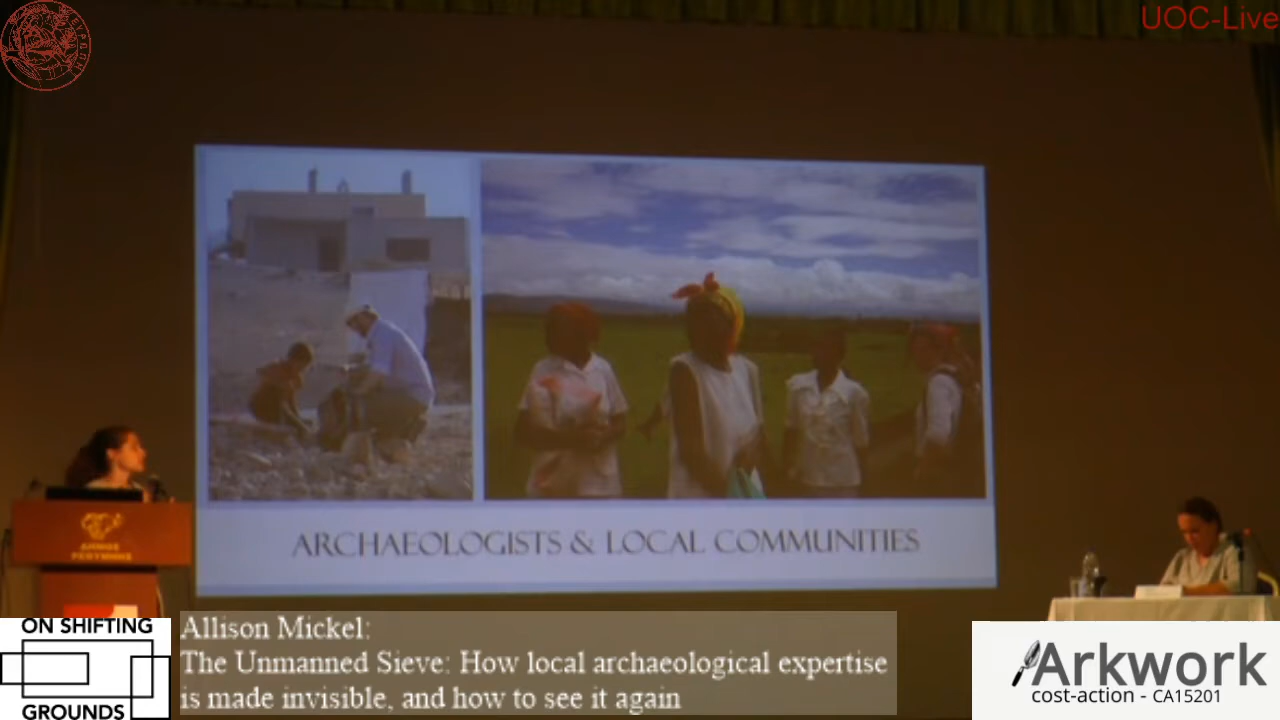 UOC-Live
ARCHAEOLOGISTS & LOCAL COMMUNITIES
ON SHIFTING
GROUNDS
Allison Mickel:
The Unmanned Sieve: How local archaeological expertise
is made invisible, and how to see it again
Arkwork
cost-action - CA15201